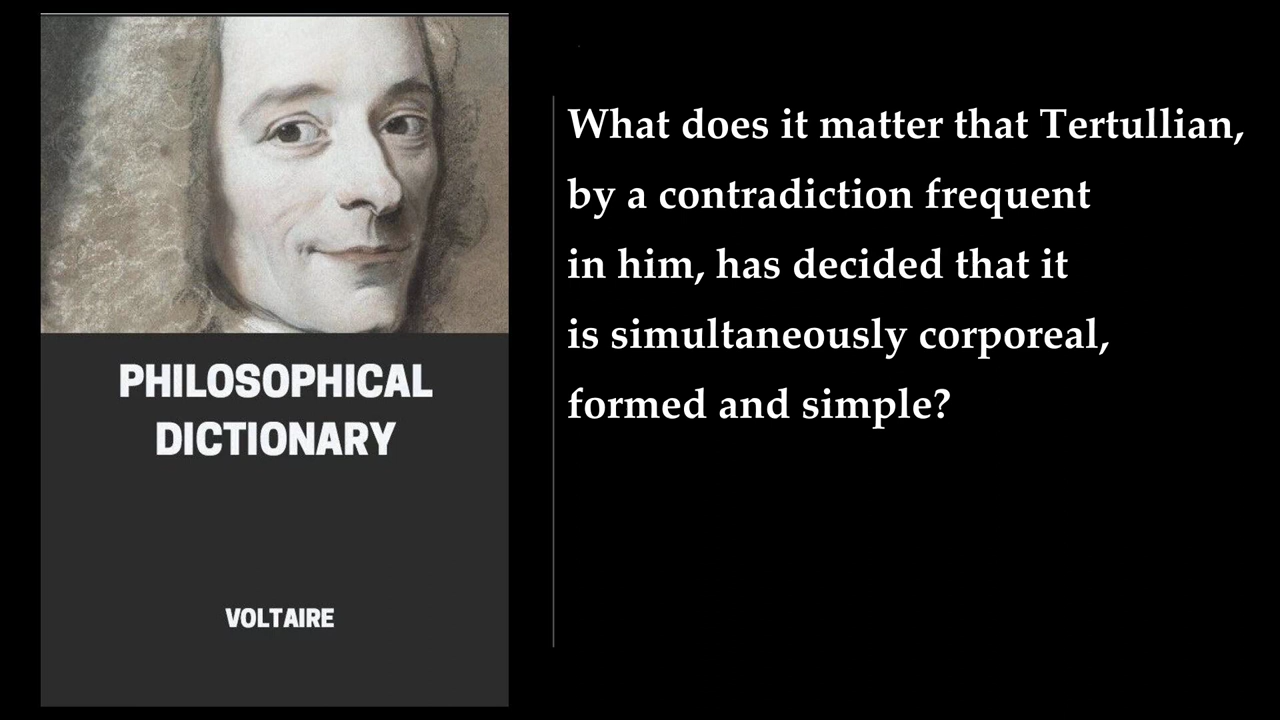 PHILOSOPHICAL
DICTIONARY
VOLTAIRE
What does it matter that Tertullian,
by a contradiction frequent
in him, has decided that it
is simultaneously corporeal,
formed and simple?